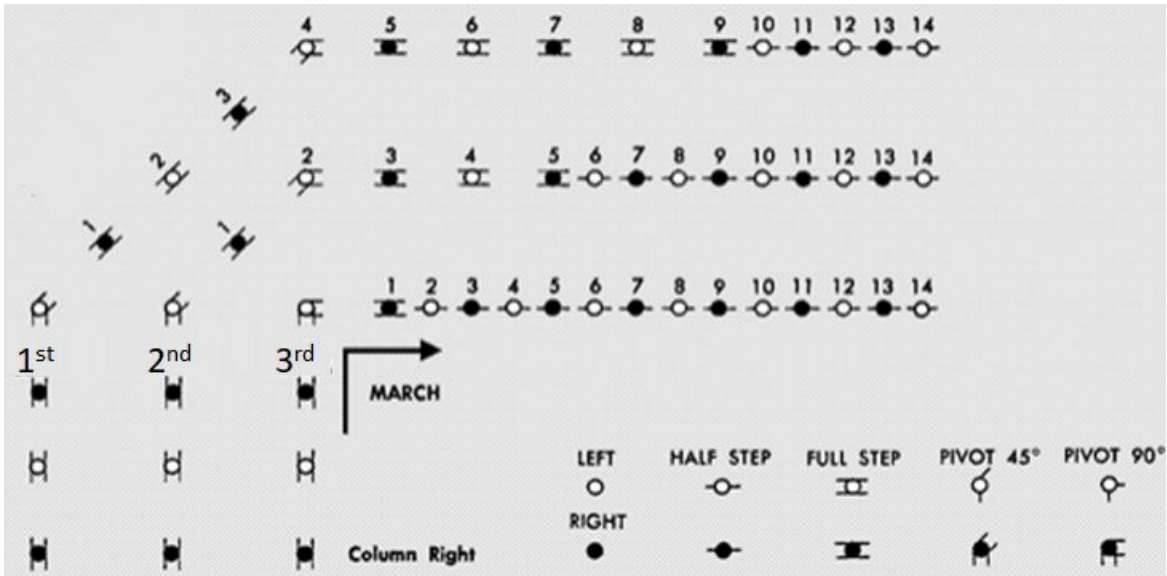 4 5 6 7 8 9 10 11 12 13 14
3
2 2 3 4 5 6 7 8 9 10 11 12 13 14
1 1
1 2 3 4 5 6 7 8 9 10 11 12 13 14
1st 2nd 3rd
MARCH
LEFT HALF STEP FULL STEP PIVOT 45° PIVOT 90°
RIGHT
Column Right